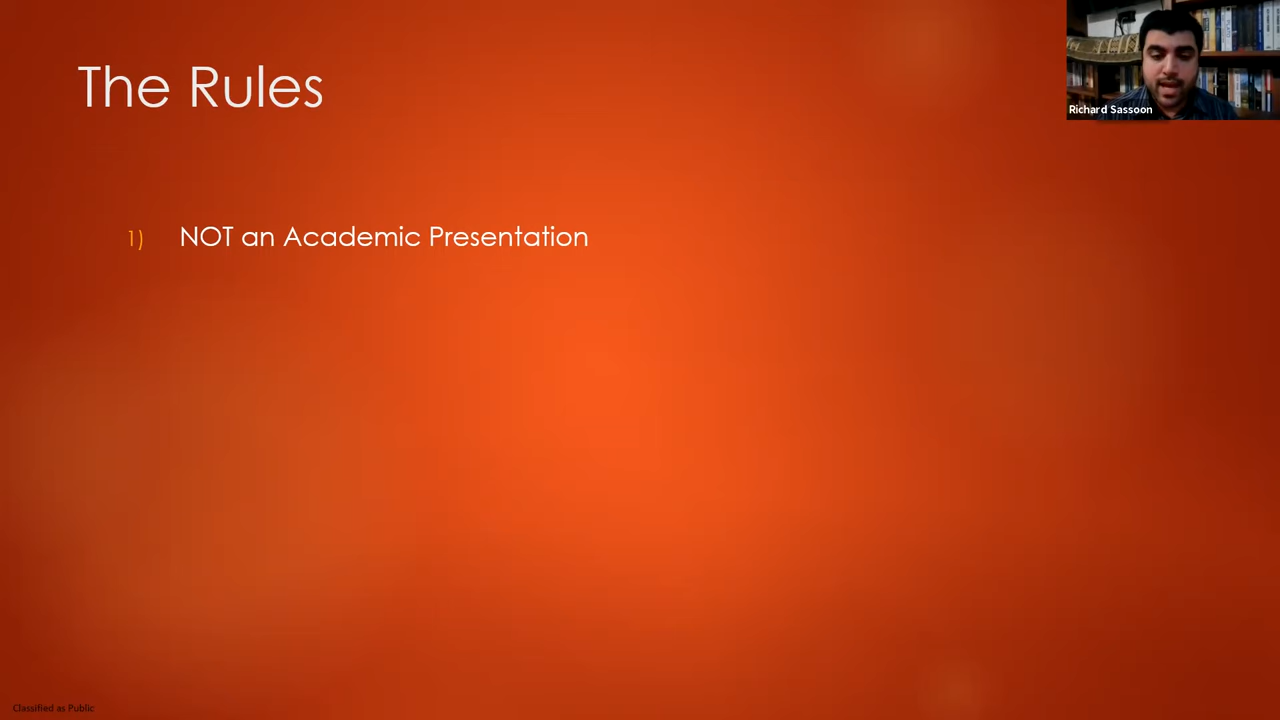 The Rules
Richard Sassoon
1) NOT an Academic Presentation
Classified as Public